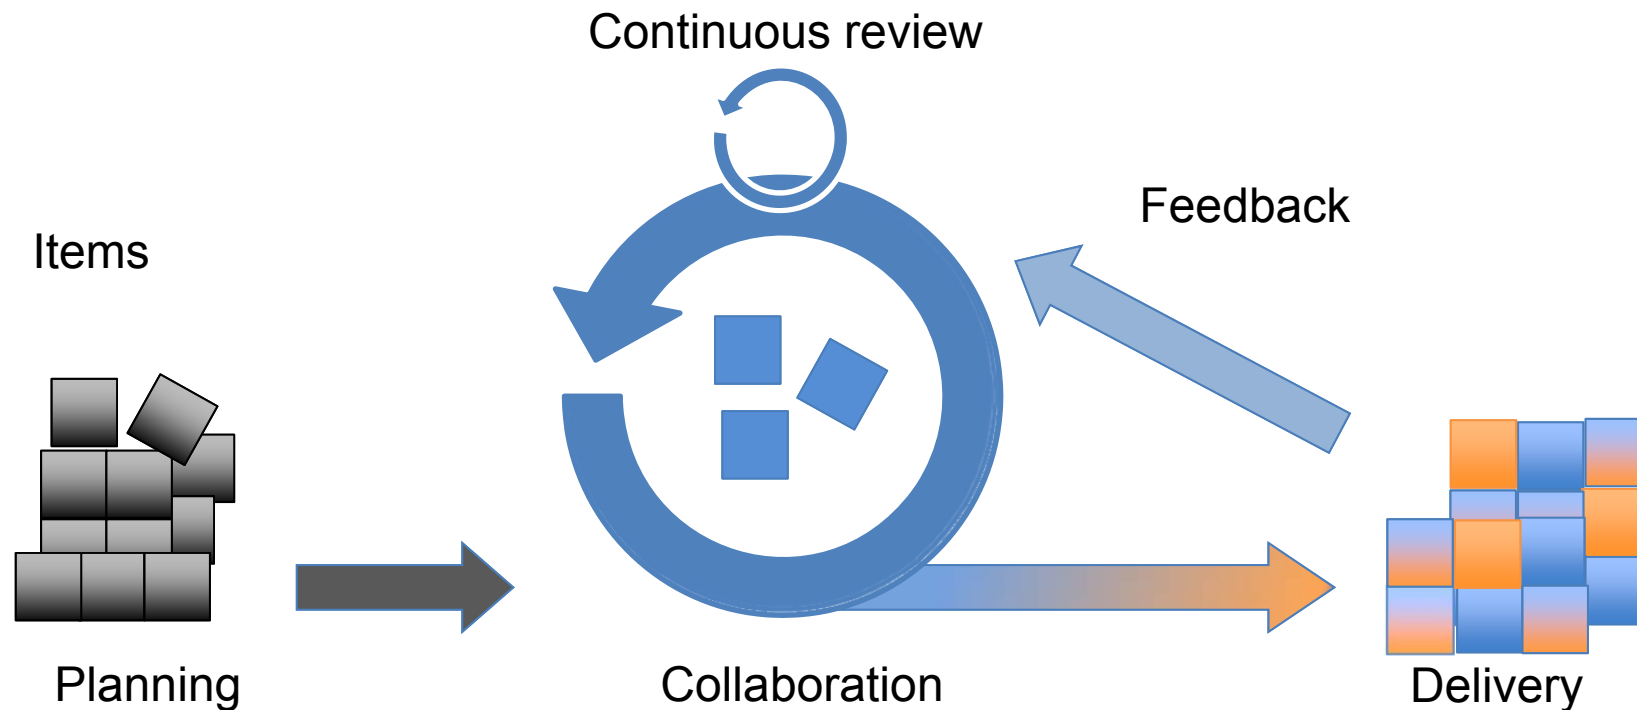 Continuous review
Feedback
Items
Planning
Collaboration
Delivery